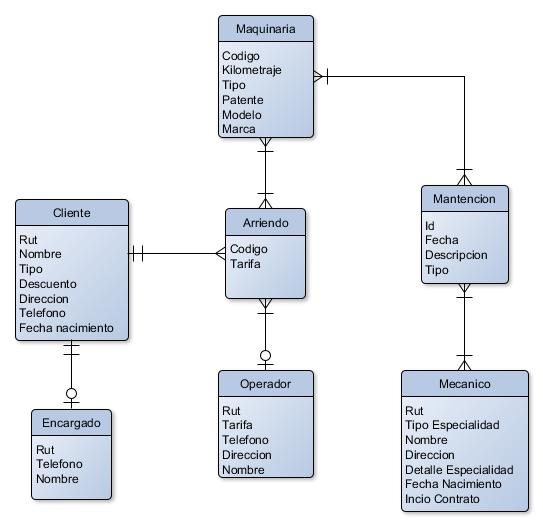 Maquinaria
Codigo
Kilometraje
Tipo
Patente
Modelo
Marca
Cliente
Rut
Nombre
Tipo
Descuento
Direccion
Telefono
Fecha nacimiento
Arriendo
Codigo
Tarifa
Mantencion
Id
Fecha
Descripcion
Tipo
Encargado
Rut
Telefono
Nombre
Operador
Rut
Tarifa
Telefono
Direccion
Nombre
Mecanico
Rut
Tipo Especialidad
Nombre
Direccion
Detalle Especialidad
Fecha Nacimiento
Incio Contrato